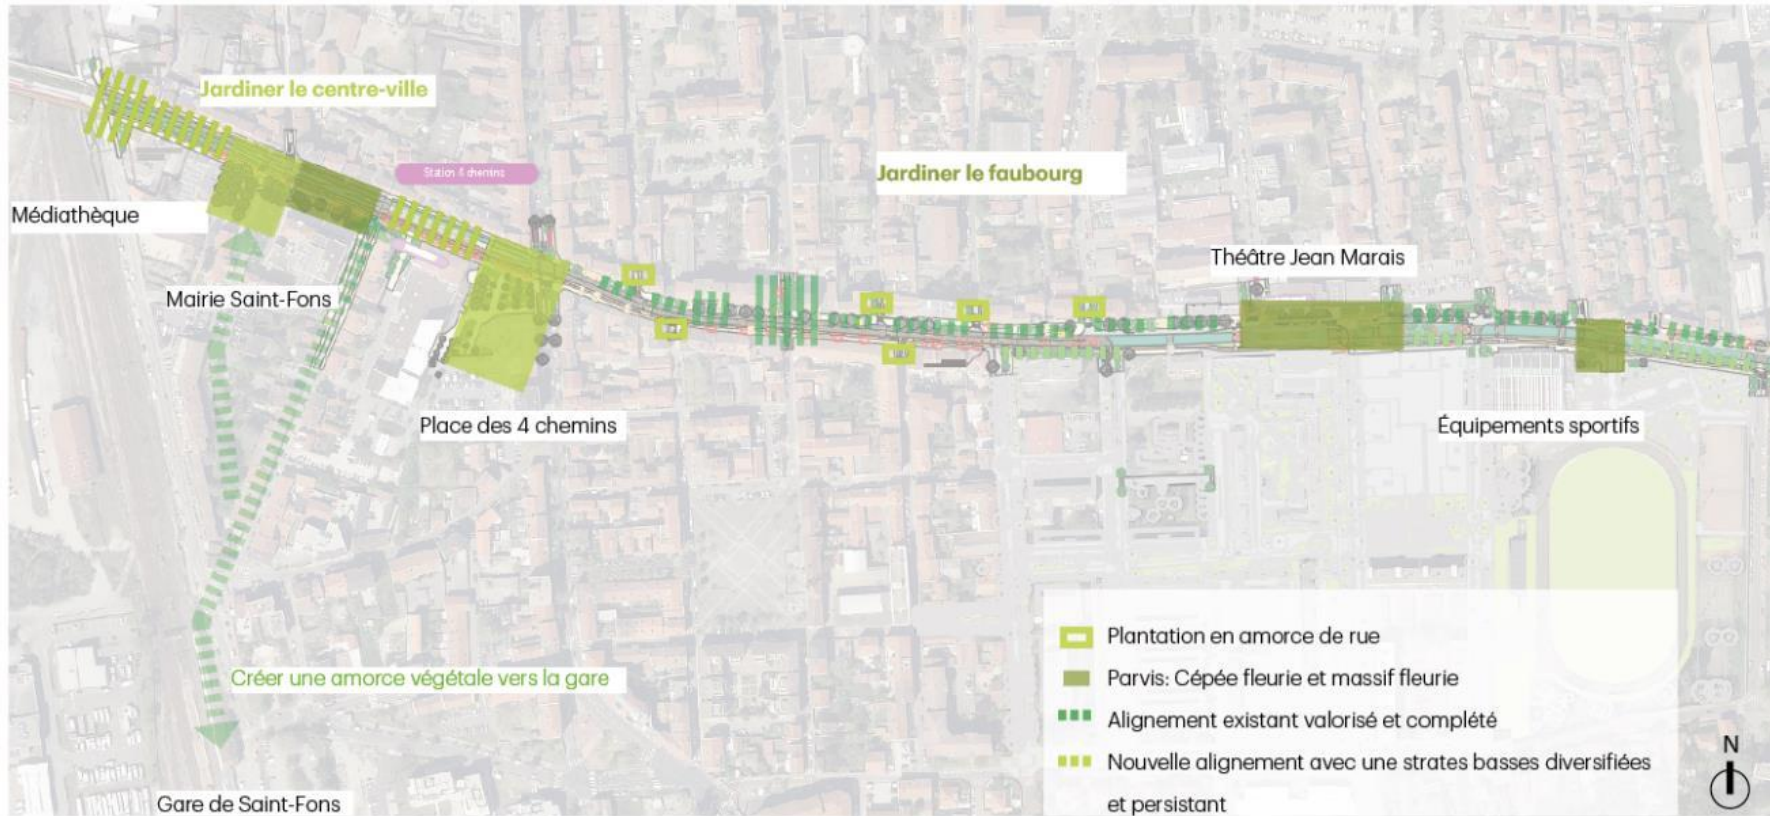 Jardiner le centre-ville
Station 4 chemins
Jardiner le faubourg
Médiathèque
Théâtre Jean Marais
Mairie Saint-Fons
Place des 4 chemins
Équipements sportifs
Plantation en amorce de rue
Créer une amorce végétale vers la gare
Parvis: Cépée fleurie et massif fleurie
Alignement existant valorisé et complété
Nouvelle alignement avec une strates basses diversifiées
et persistant
N
Gare de Saint-Fons